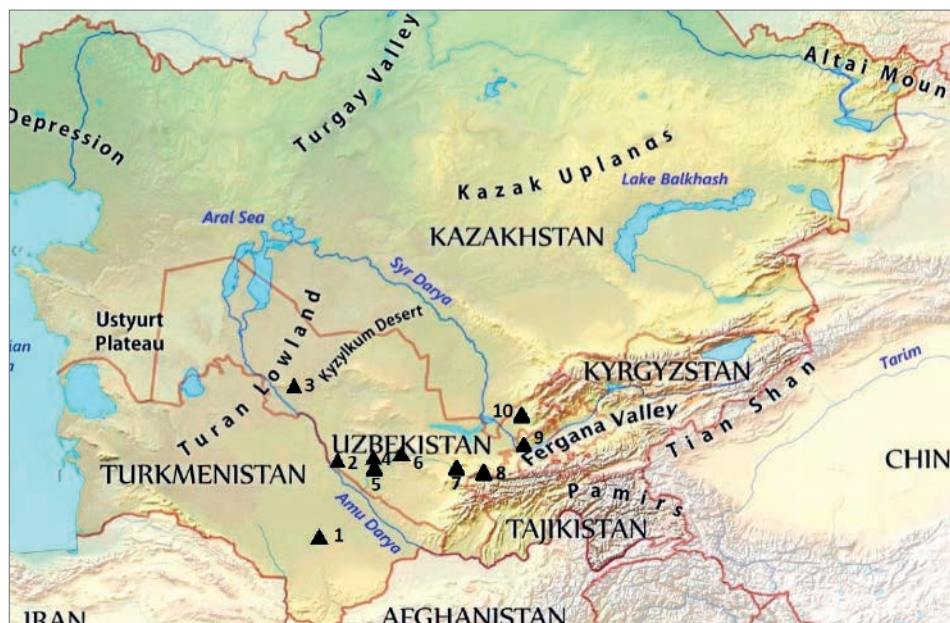 Altai Moun
Turgay Valley
Depression
Kazak Uplands
Lake Balkhash
Aral Sea
KAZAKHSTAN
Syr Darya
Ustyurt
Plateau
Turan Lowland
Kyzylkum Desert
ian
a
3
KYRGYZSTAN
Tarim
Tian Shan
10
Fergana Valley
9
UZBEKISTAN
TURKMENISTAN
2
4
5
6
7
8
CHIN
Pamirs
Amu Darya
TAJIKISTAN
1
IRAN
AFGHANISTAN